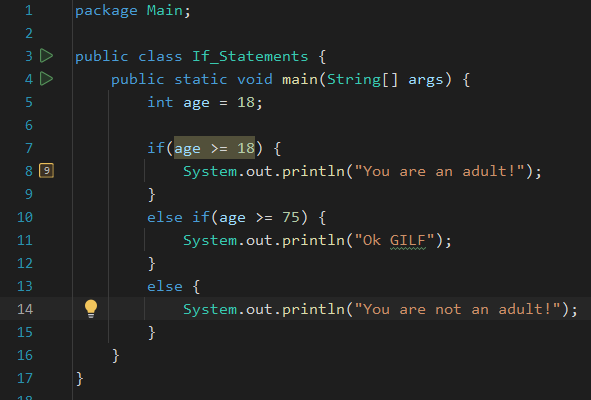 1 package Main;
2
3 public class If_Statements {
4 public static void main(String[] args) {
5 int age = 18;
6
7 if(age >= 18) {
8 9 System.out.println("You are an adult!");
9 }
10 else if(age >= 75) {
11 System.out.println("Ok GILF");
12 }
13 else {
14 System.out.println("You are not an adult!");
15 }
16 }
17 }
18